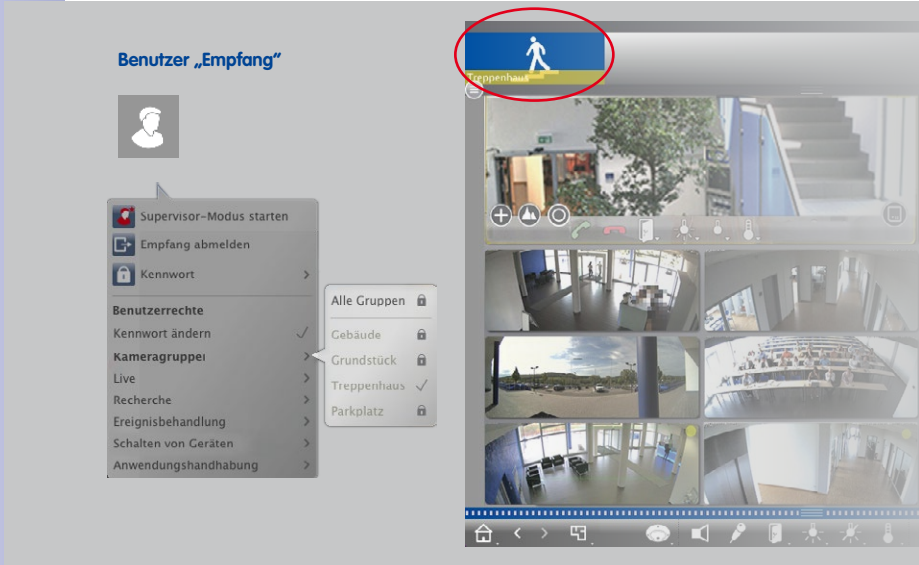 Benutzer „Empfang“
Supervisor-Modus starten
Empfang abmelden
Kennwort
Benutzerrechte
Kennwort ändern
Kameragruppe
Live
Recherche
Ereignisbehandlung
Schalten von Geräten
Anwendungshandhabung
Alle Gruppen
Gebäude
Grundstück
Treppenhaus
Parkplatz
Treppenhaus